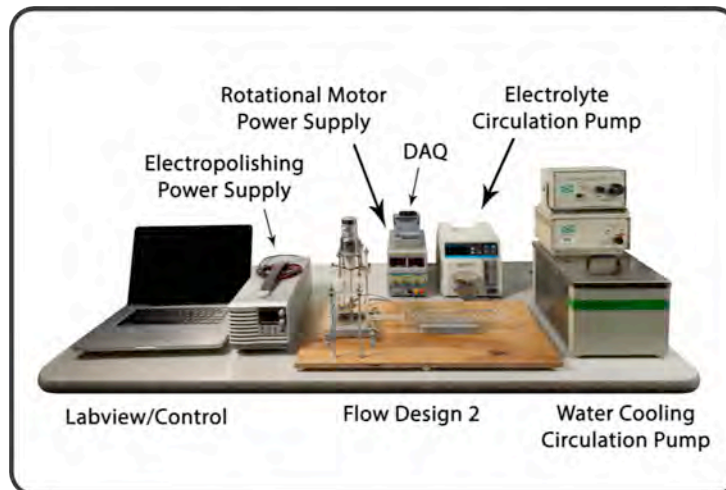 Rotational Motor
Power Supply
Electrolyte
Circulation Pump
DAQ
Electropolishing
Power Supply
Labview/Control
Flow Design 2
Water Cooling
Circulation Pump